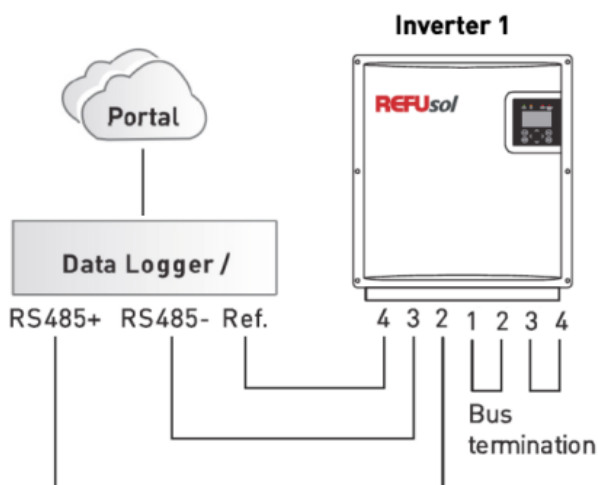 Inverter 1
Portal
REFUsol
Data Logger /
RS485+ RS485- Ref.
4 3 2 1 2 3 4
Bus
termination